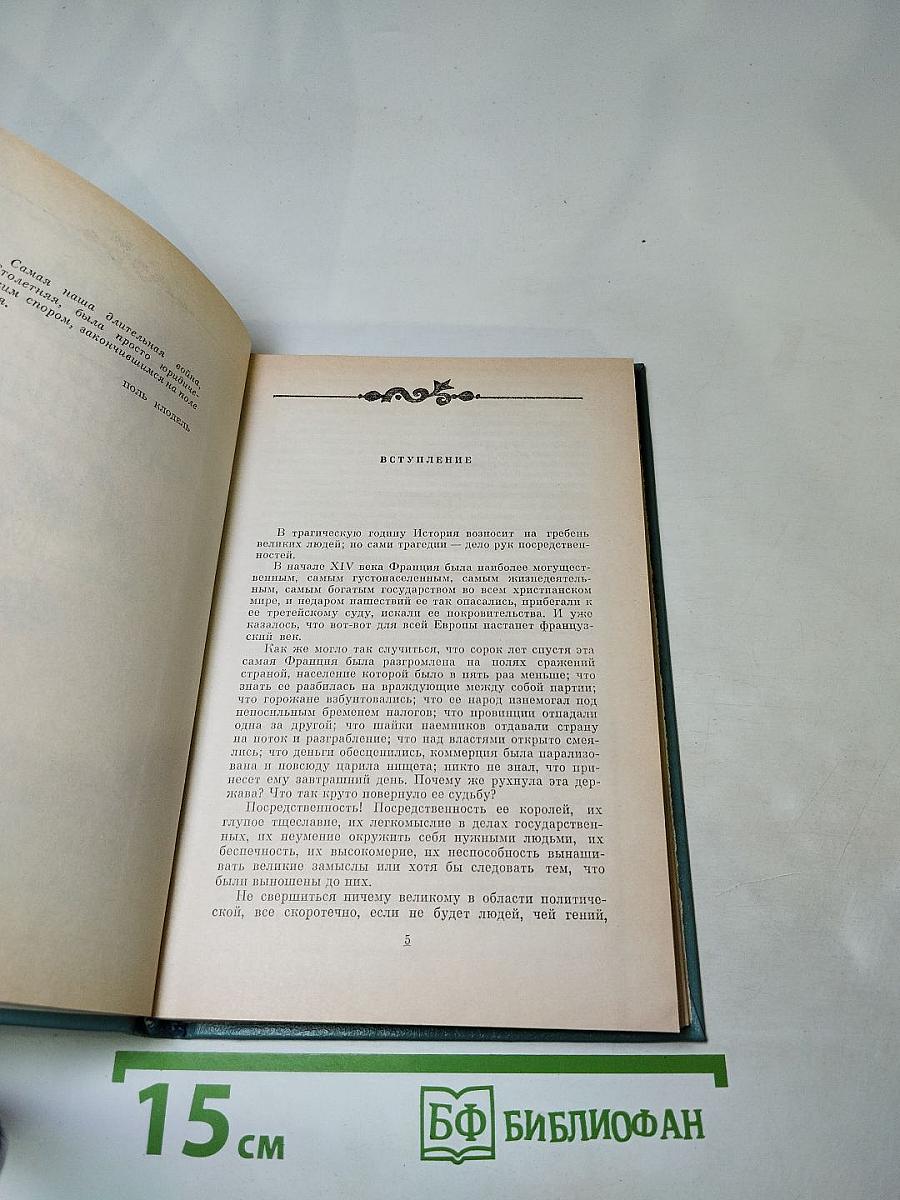 Самая наша длительная война,
столетняя, была просто юридиче-
ким спором, закончившимся на поле
я.
ПОЛЬ КЛОДЕЛЬ
ВСТУПЛЕНИЕ
В трагическую годину История возносит на гребень
великих людей; но сами трагедии — дело рук посредствен-
ностей.
В начале XIV века Франция была наиболее могущест-
венным, самым густонаселенным, самым жизнедеятель-
ным, самым богатым государством во всем христианском
мире, и недаром нашествий ее так опасались, прибегали к
ее третейскому суду, искали ее покровительства. И уже
казалось, что вот-вот для всей Европы настанет француз-
ский век.
Как же могло так случиться, что сорок лет спустя эта
самая Франция была разгромлена на полях сражений
страной, население которой было в пять раз меньше; что
знать ее разбилась на враждующие между собой партии;
что горожане взбунтовались; что ее народ изнемогал под
непосильным бременем налогов; что провинции отпадали
одна за другой; что шайки наемников отдавали страну
на поток и разграбление; что над властями открыто смея-
лись; что деньги обесценились, коммерция была парализо-
вана и повсюду царила нищета; никто не знал, что при-
несет ему завтрашний день. Почему же рухнула эта дер-
жава? Что так круто повернуло ее судьбу?
Посредственность! Посредственность ее королей, их
глупое тщеславие, их легкомыслие в делах государствен-
ных, их неумение окружить себя нужными людьми, их
беспечность, их высокомерие, их неспособность вынаши-
вать великие замыслы или хотя бы следовать тем, что
были выношены до них.
Не свершиться ничему великому в области политиче-
ской, все скоротечно, если не будет людей, чей гений,
5
15 см
БФ БИБЛИОФАН